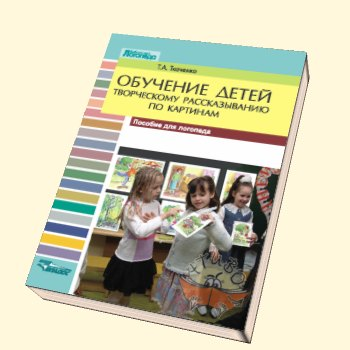 Т.А. Ткаченко
ОБУЧЕНИЕ ДЕТЕЙ
ТВОРЧЕСКОМУ РАССКАЗЫВАНИЮ
ПО КАРТИНАМ
Пособие для логопеда